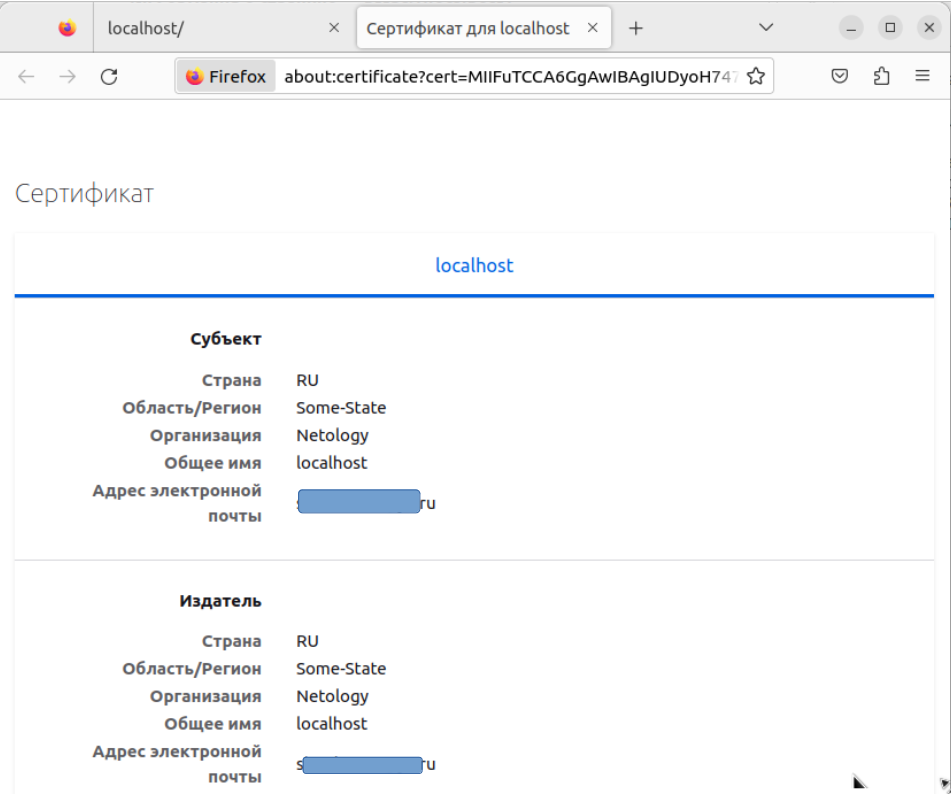 localhost/
Сертификат для localhost
Firefox about:certificate?cert=MIIFuTCCA6GgAwIBAgIUDyoH747
Сертификат
localhost
Субъект
Страна RU
Область/Регион Some-State
Организация Netology
Общее имя localhost
Адрес электронной
почты
ru
Издатель
Страна RU
Область/Регион Some-State
Организация Netology
Общее имя localhost
Адрес электронной
почты
s ru